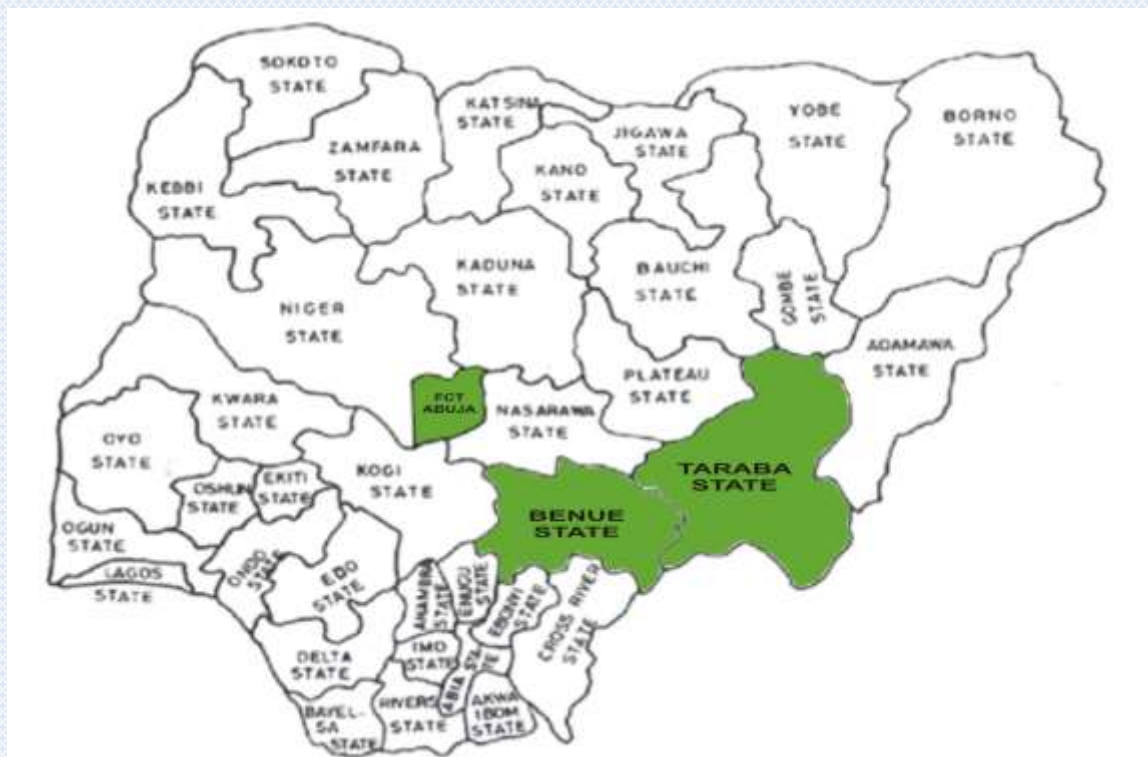 SOKOTO
STATE
KATSINA
STATE
ZAMFARA
STATE
KEBBI
STATE
JIGAWA
STATE
KANO
STATE
YOBE
STATE
BORNO
STATE
NIGER
STATE
KADUNA
STATE
BAUCHI
STATE
GOMBE
STATE
ADAMAWA
STATE
PLATEAU
STATE
FCT
ABUJA
NASARAWA
STATE
KWARA
STATE
OYO
STATE
OSHUN
STATE
EKITI
STATE
KOGI
STATE
TARABA
STATE
BENUE
STATE
OGUN
STATE
LAGOS
STATE
ONDO
STATE
EDO
STATE
DELTA
STATE
ANAMBRA
STATE
ENUGU
STATE
EBONYI
STATE
CROSS RIVER
STATE
IMO
STATE
ABIA STATE
BAYEL-
SA
STATE
RIVERS
STATE
AKWA
IBOM
STATE